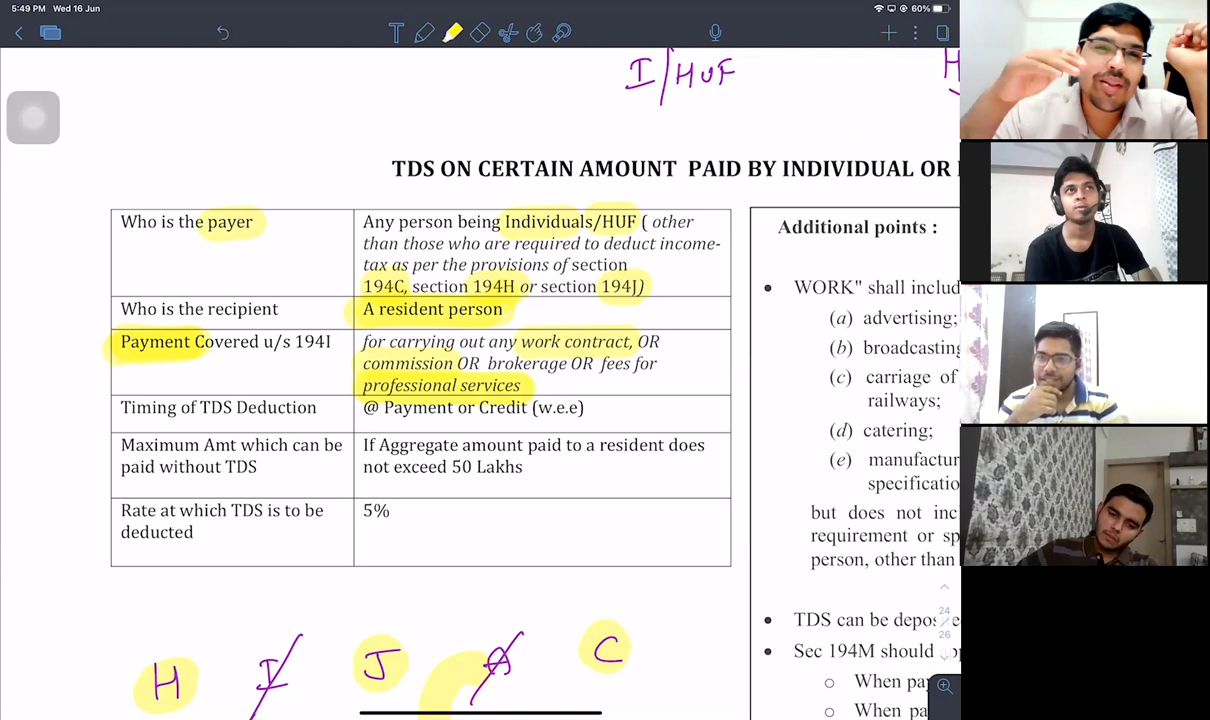 5:49 PM Wed 16 Jun
60%
I/HUF
H
TDS ON CERTAIN AMOUNT PAID BY INDIVIDUAL OR
Who is the payer
Any person being Individuals/HUF ( other
than those who are required to deduct income-
tax as per the provisions of section
194C, section 194H or section 194J)
Who is the recipient
A resident person
Payment Covered u/s 194I
for carrying out any work contract, OR
commission OR brokerage OR fees for
professional services
Timing of TDS Deduction
@ Payment or Credit (w.e.e)
Maximum Amt which can be
paid without TDS
If Aggregate amount paid to a resident does
not exceed 50 Lakhs
Rate at which TDS is to be
deducted
5%
H I J A C
Additional points :
WORK" shall includ
(a) advertising;
(b) broadcasting
(c) carriage of
railways;
(d) catering;
(e) manufactur
specificatio
but does not inc
requirement or sp
person, other than
24
26
TDS can be depos
Sec 194M should
When pay
When pa